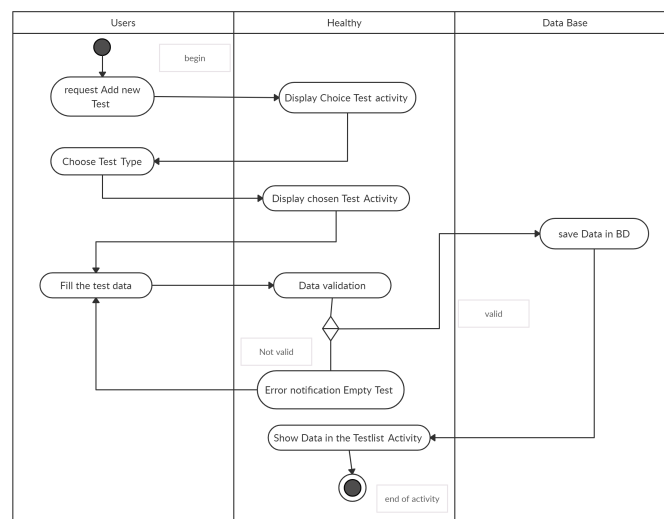 Users
Healthy
Data Base
begin
request Add new
Test
Display Choice Test activity
Choose Test Type
Display chosen Test Activity
save Data in BD
Fill the test data
Data validation
valid
Not valid
Error notification Empty Test
Show Data in the Testlist Activity
end of activity